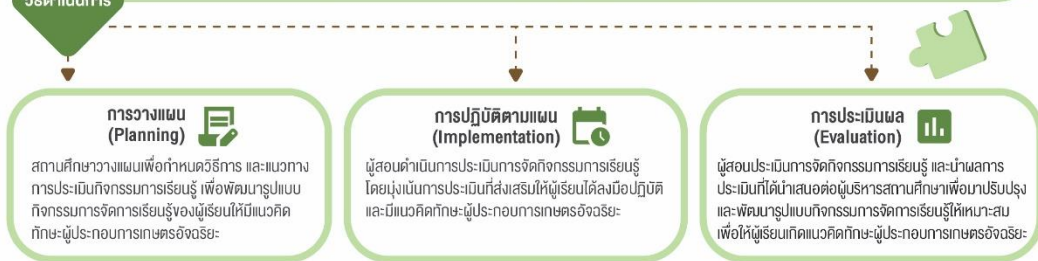 วิธีดำเนินการ
การวางแผน
(Planning)
สถานศึกษาวางแผนเพื่อกำหนดวิธีการ และแนวทาง
การประเมินกิจกรรมการเรียนรู้ เพื่อพัฒนารูปแบบ
กิจกรรมการจัดการเรียนรู้ของผู้เรียนให้มีแนวคิด
ทักษะผู้ประกอบการเกษตรอัจฉริยะ
การปฏิบัติตามแผน
(Implementation)
ผู้สอนดำเนินการประเมินการจัดกิจกรรมการเรียนรู้
โดยมุ่งเน้นการประเมินที่ส่งเสริมให้ผู้เรียนได้ลงมือปฏิบัติ
และมีแนวคิดทักษะผู้ประกอบการเกษตรอัจฉริยะ
การประเมินผล
(Evaluation)
ผู้สอนประเมินการจัดกิจกรรมการเรียนรู้ และนำผลการ
ประเมินที่ได้นำเสนอต่อผู้บริหารสถานศึกษาเพื่อมาปรับปรุง
และพัฒนารูปแบบกิจกรรมการจัดการเรียนรู้ให้เหมาะสม
เพื่อให้ผู้เรียนเกิดแนวคิดทักษะผู้ประกอบการเกษตรอัจฉริยะ